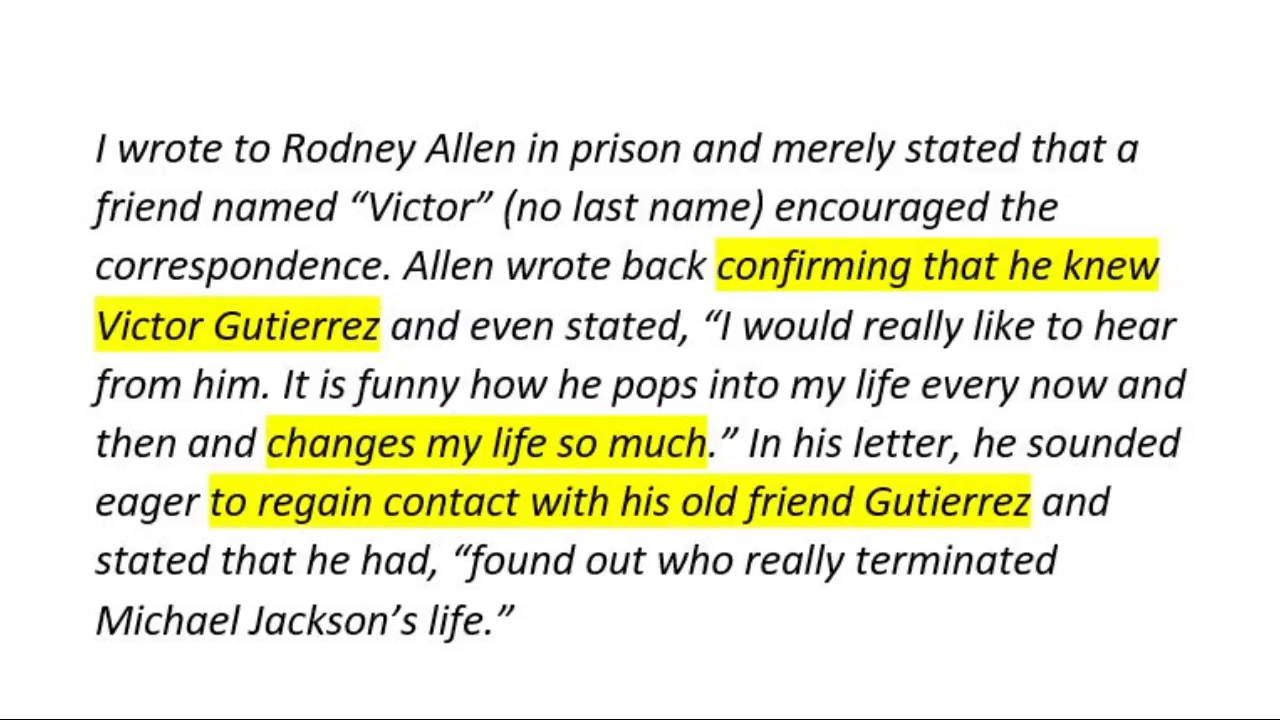 I wrote to Rodney Allen in prison and merely stated that a
friend named “Victor” (no last name) encouraged the
correspondence. Allen wrote back confirming that he knew
Victor Gutierrez and even stated, “I would really like to hear
from him. It is funny how he pops into my life every now and
then and changes my life so much.” In his letter, he sounded
eager to regain contact with his old friend Gutierrez and
stated that he had, “found out who really terminated
Michael Jackson’s life.”